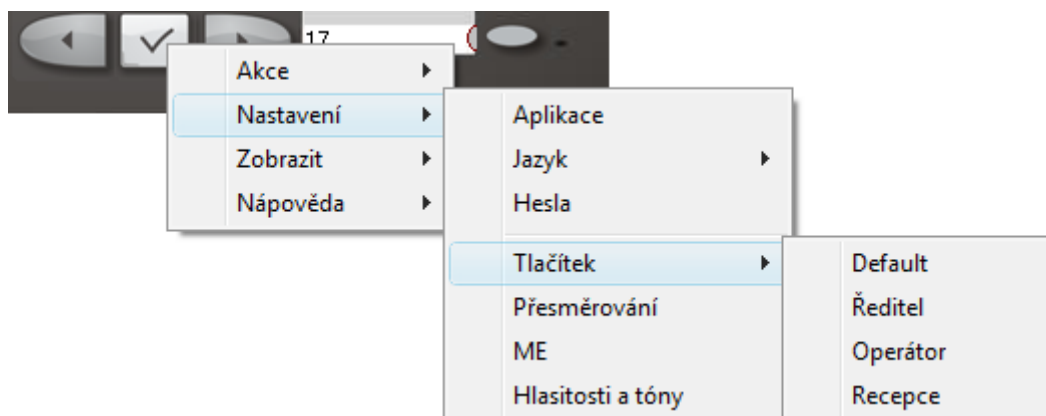 17
Akce
Nastavení
Zobrazit
Nápověda
Aplikace
Jazyk
Hesla
Tlačítek
Přesměrování
ME
Hlasitosti a tóny
Default
Ředitel
Operátor
Recepce